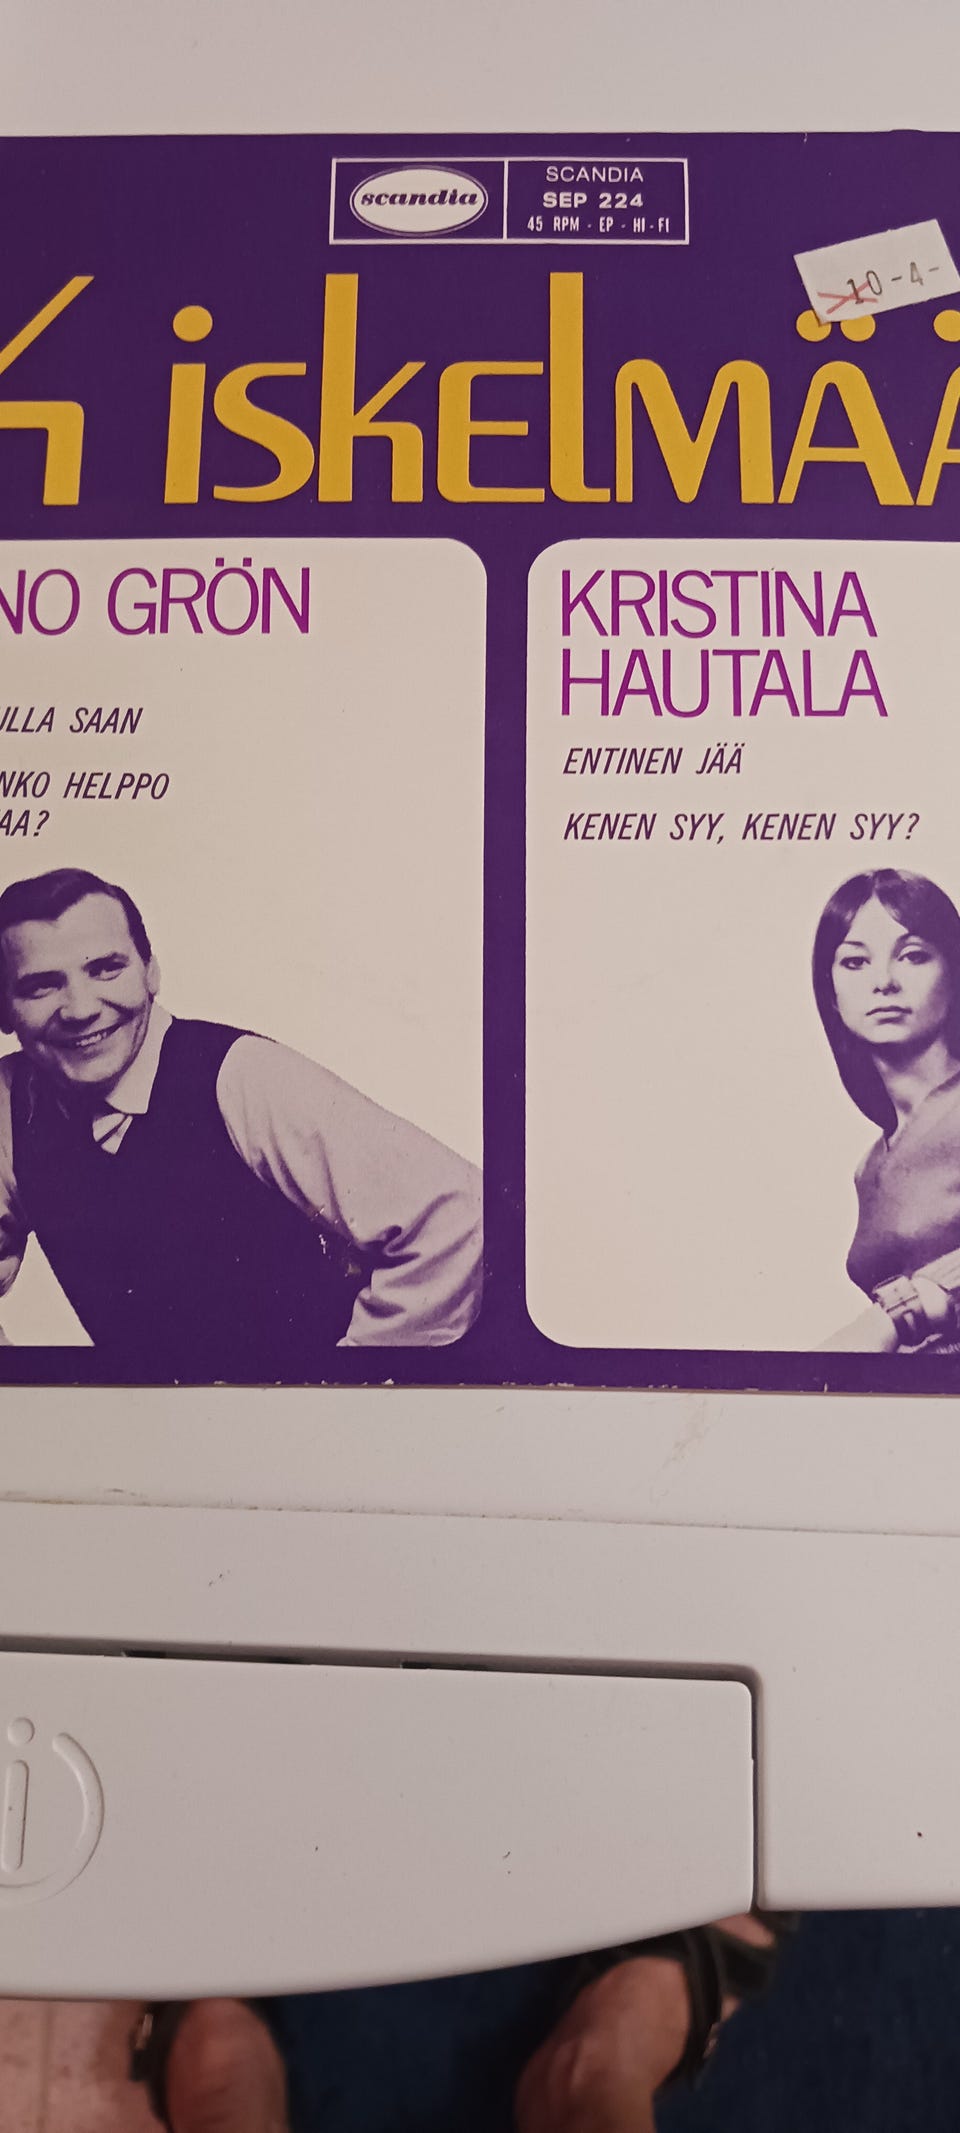 scandia
SCANDIA
SEP 224
45 RPM - EP - HI-FI
10-4-
4 iskelmää
NO GRÖN
ULLA SAAN
NKO HELPPO
AA?
KRISTINA
HAUTALA
ENTINEN JÄÄ
KENEN SYY, KENEN SYY?
i